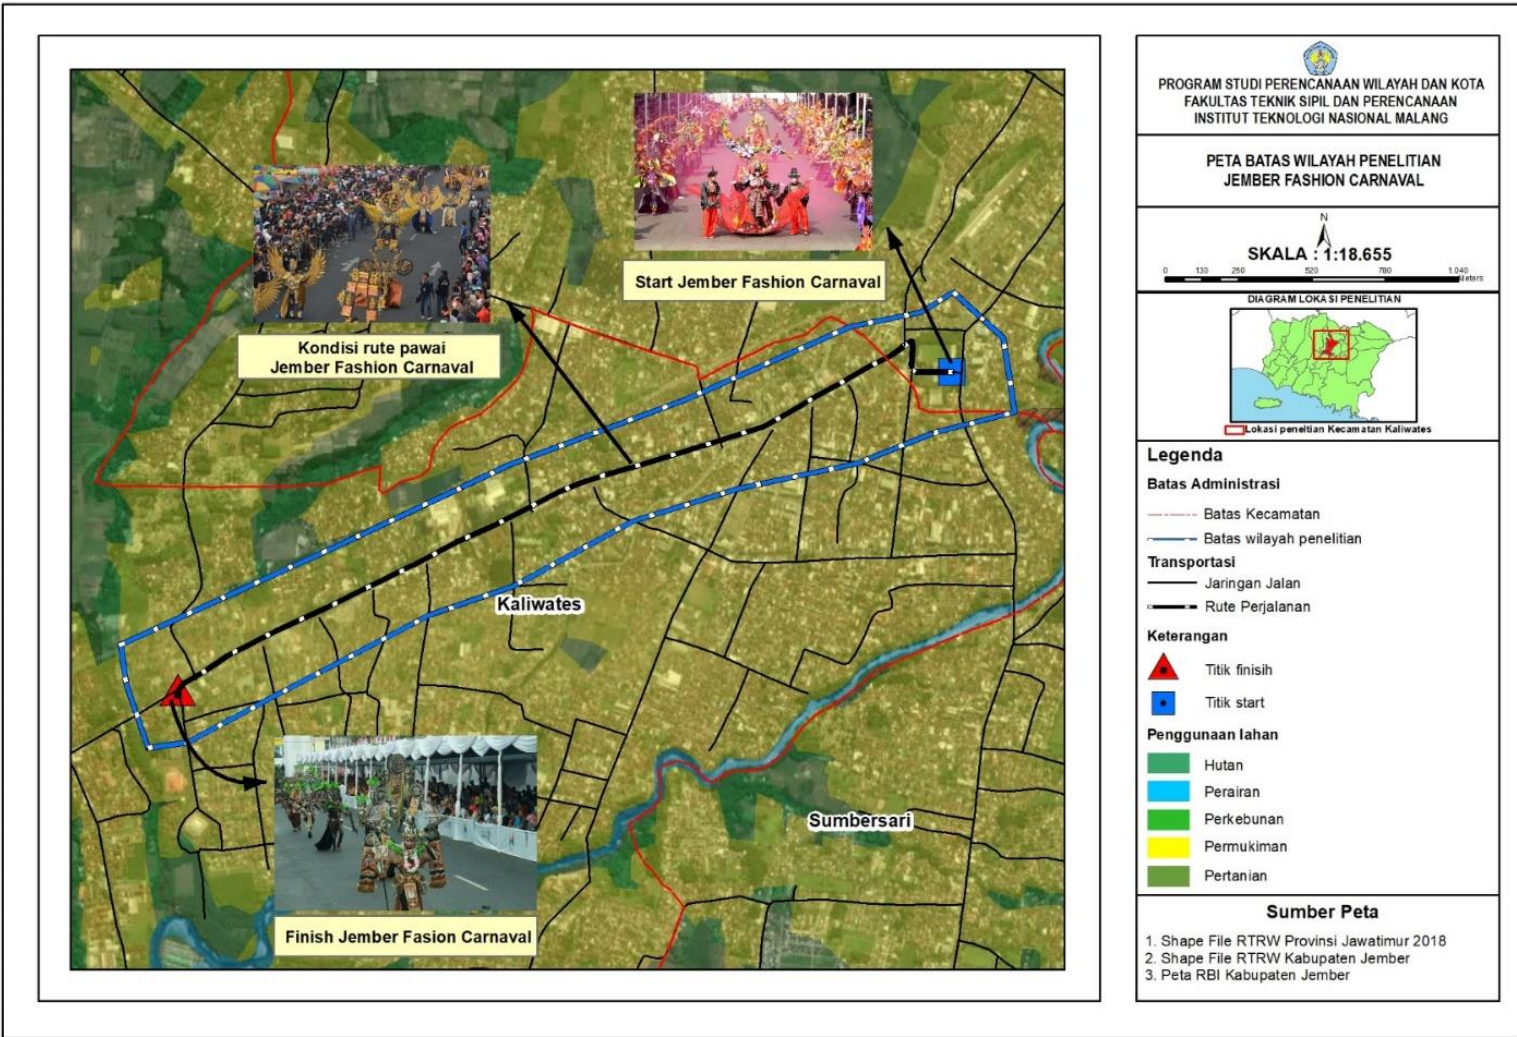 Kondisi rute pawai
Jember Fashion Carnaval
Start Jember Fashion Carnaval
Kaliwates
Sumbersari
Finish Jember Fasion Carnaval
PROGRAM STUDI PERENCANAAN WILAYAH DAN KOTA
FAKULTAS TEKNIK SIPIL DAN PERENCANAAN
INSTITUT TEKNOLOGI NASIONAL MALANG
PETA BATAS WILAYAH PENELITIAN
JEMBER FASHION CARNAVAL
N
SKALA : 1:18.655
0 130 260 520 780 1.040
Meters
DIAGRAM LOKASI PENELITIAN
Lokasi peneltian Kecamatan Kaliwates
Legenda
Batas Administrasi
Batas Kecamatan
Batas wilayah penelitian
Transportasi
Jaringan Jalan
Rute Perjalanan
Keterangan
Titik finisih
Titik start
Penggunaan lahan
Hutan
Perairan
Perkebunan
Permukiman
Pertanian
Sumber Peta
1. Shape File RTRW Provinsi Jawatimur 2018
2. Shape File RTRW Kabupaten Jember
3. Peta RBI Kabupaten Jember